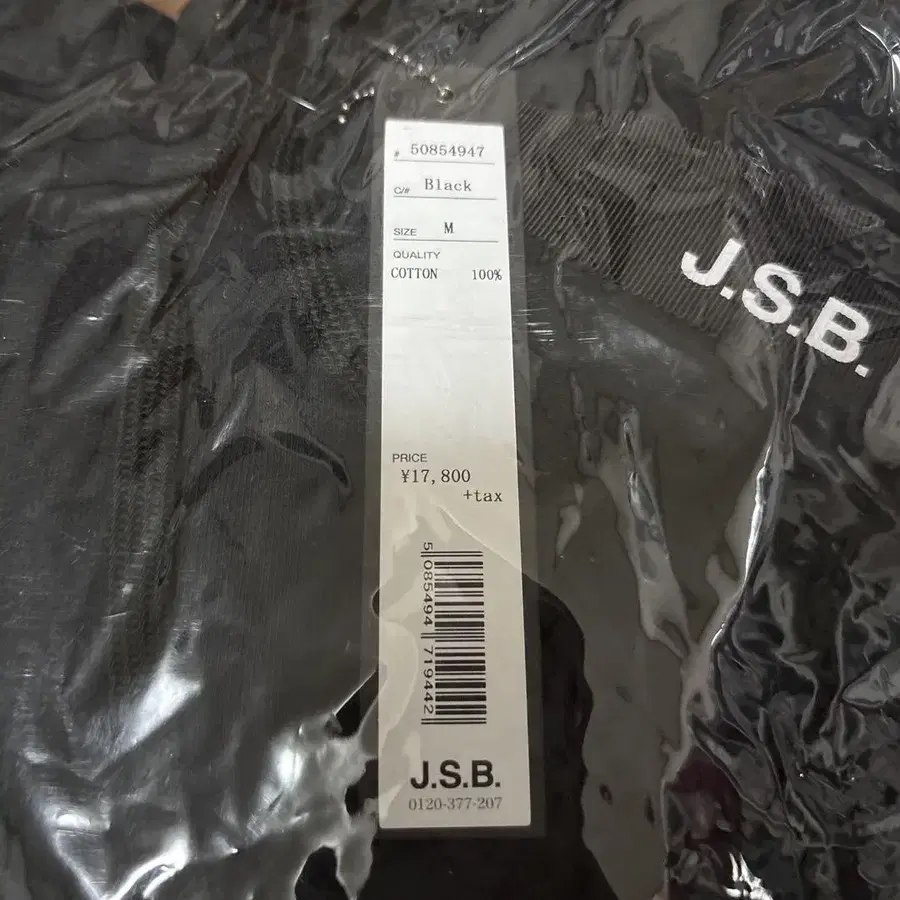 # 50854947
C/# Black
SIZE M
QUALITY
COTTON 100%
PRICE
¥17,800
+tax
5 085494 719442
J.S.B.
0120-377-207
J.S.B.